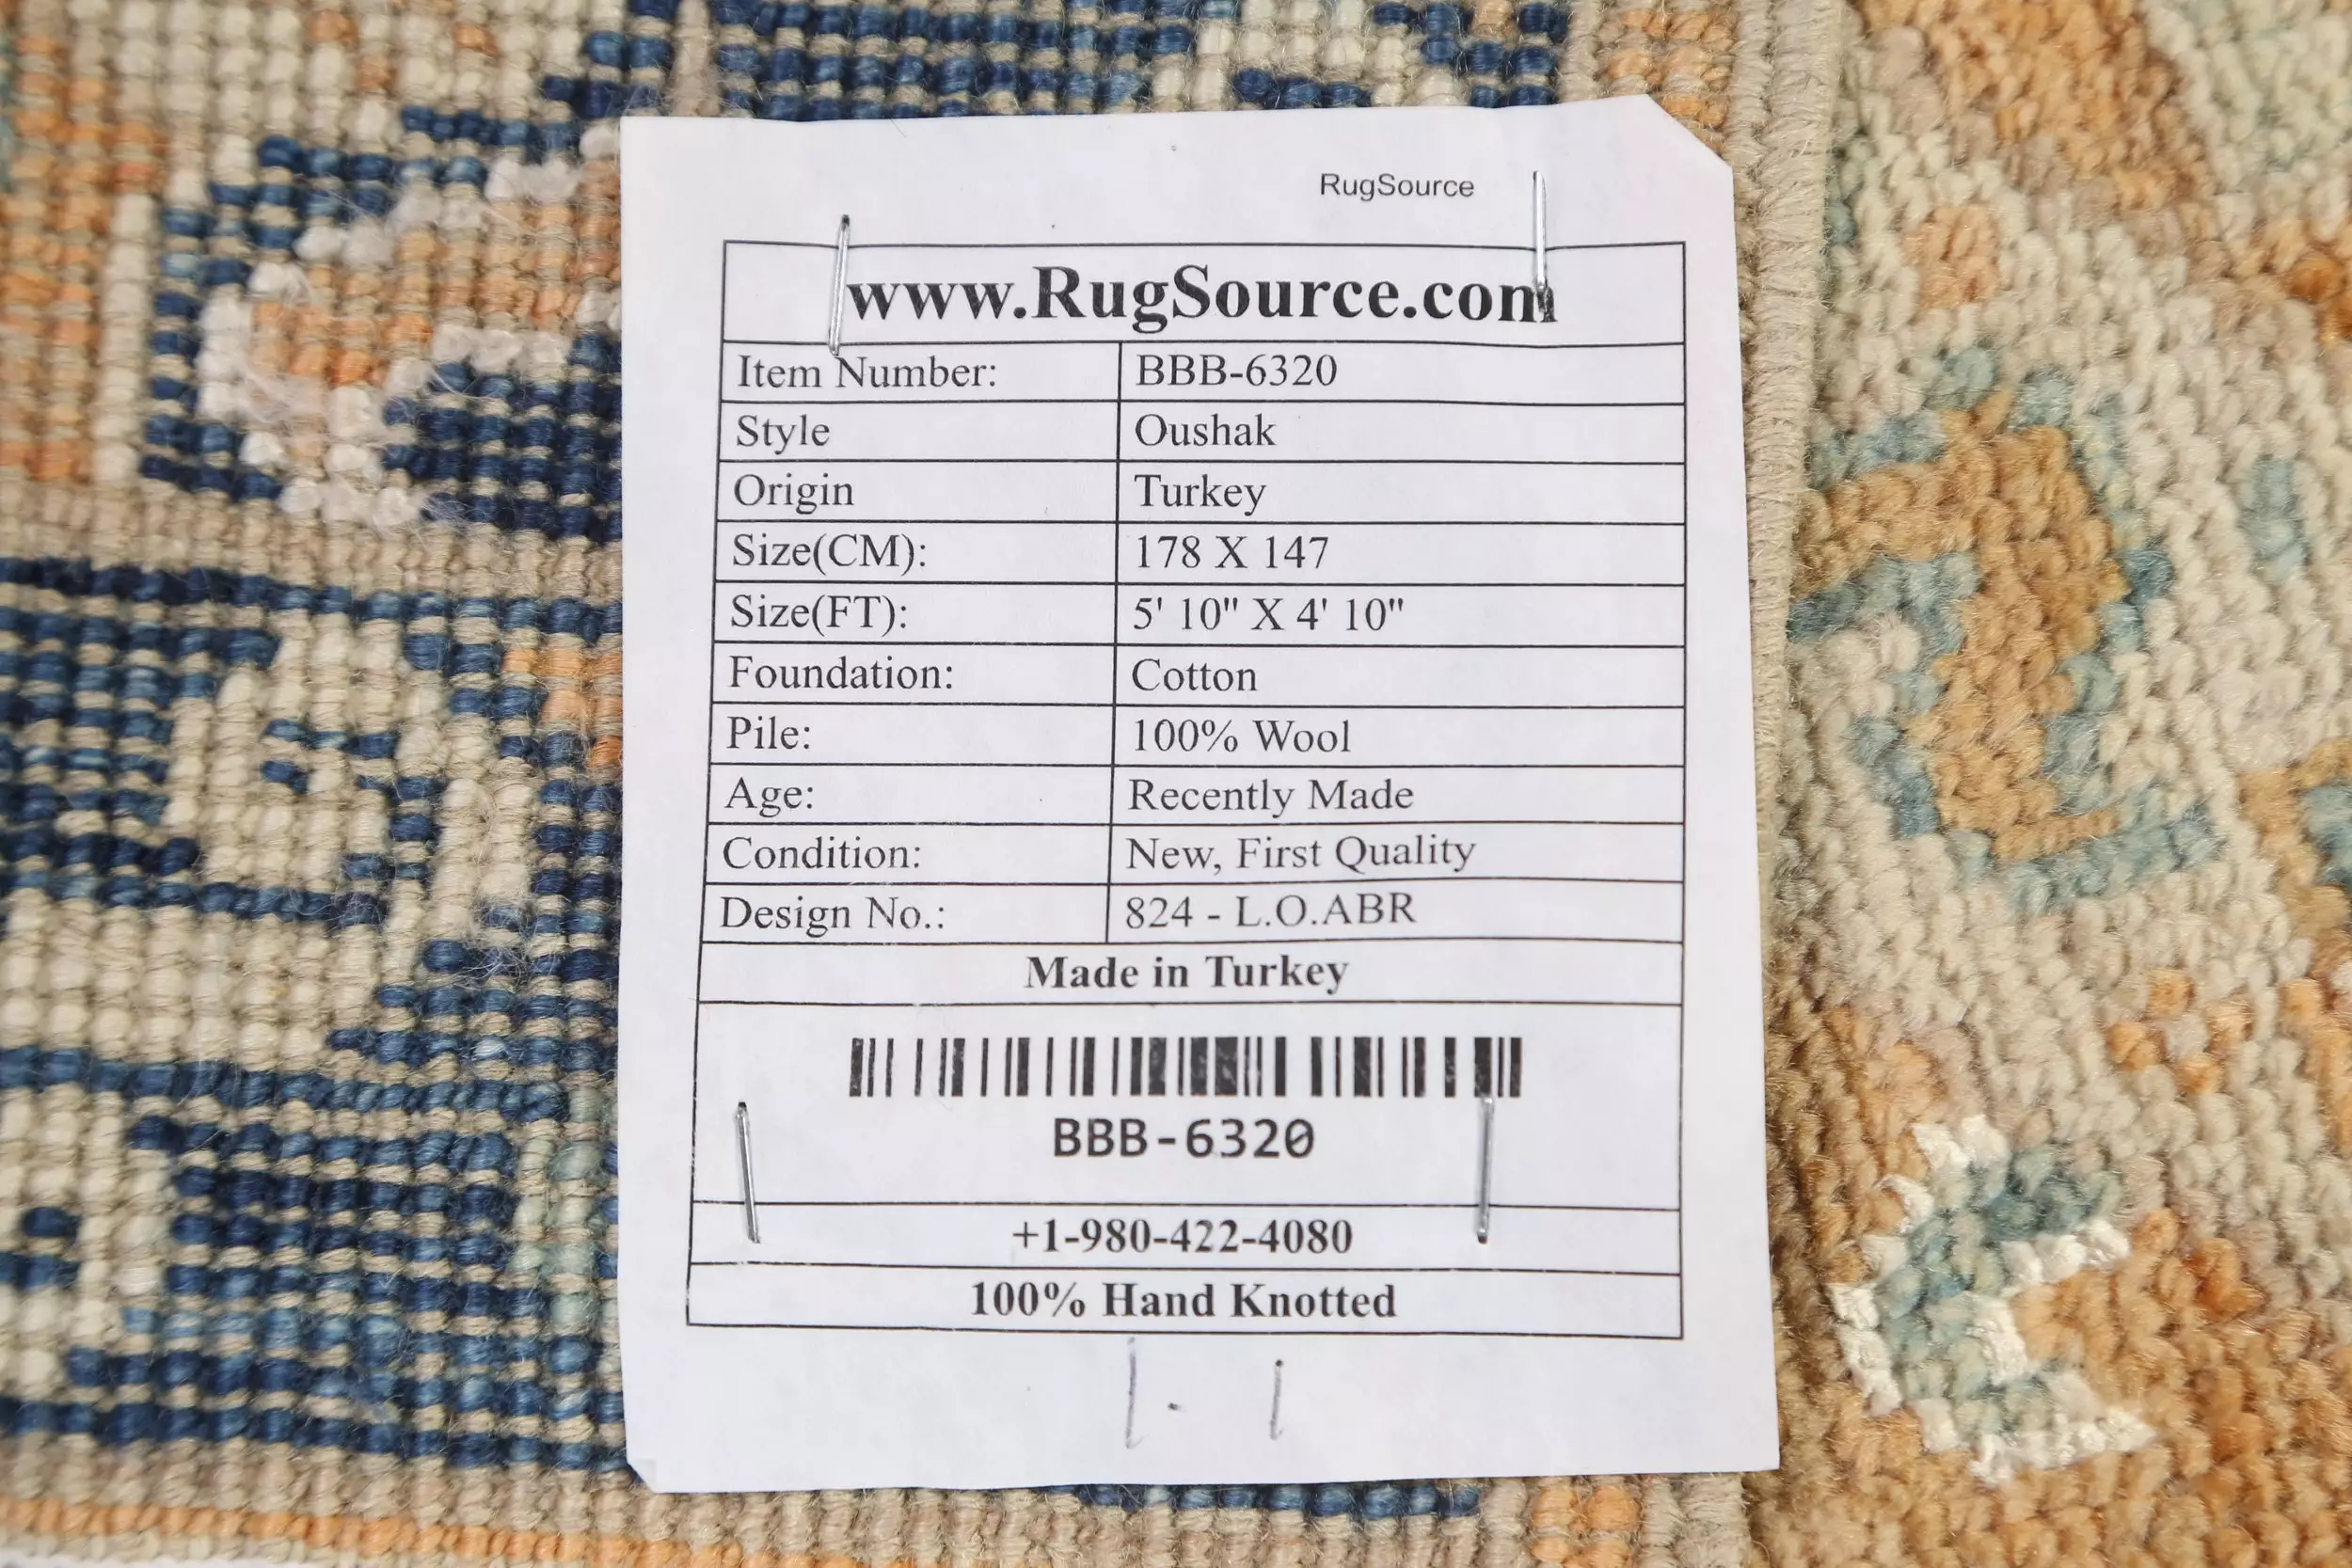 RugSource
www.RugSource.com
Item Number: BBB-6320
Style Oushak
Origin Turkey
Size(CM): 178 X 147
Size(FT): 5' 10" X 4' 10"
Foundation: Cotton
Pile: 100% Wool
Age: Recently Made
Condition: New, First Quality
Design No.: 824 - L.O.ABR
Made in Turkey
BBB-6320
+1-980-422-4080
100% Hand Knotted
1.1